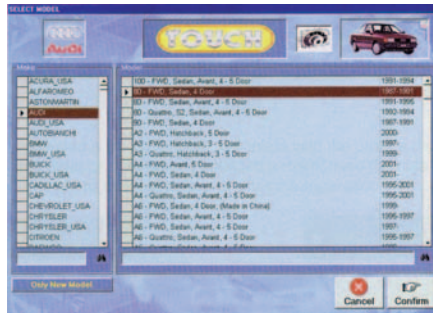 SELECT MODEL
Audi
TOUCH
Make
Model
ACURA_USA
ALFAROMEO
ASTONMARTIN
AUDI
AUDI_USA
AUTOBIANCHI
BMW
BMW_USA
BUICK
BUICK_USA
CADILLAC_USA
CAP
CHEVROLET_USA
CHRYSLER
CHRYSLER_USA
CITROEN
100 - FWD, Sedan, Avant, 4 - 5 Door 1991-1994
80 - FWD, Sedan, 4 Door 1987-1991
80 - FWD, Sedan, Avant, 4 - 5 Door 1991-1995
80 - Quattro, S2, Sedan, Avant, 4 - 5 Door 1992-1994
90 - FWD, Sedan, 4 Door 1987-1991
A2 - FWD, Hatchback, 5 Door 2000-
A3 - FWD, Hatchback, 3 - 5 Door 1997-
A3 - Quattro, Hatchback, 3 - 5 Door 1999-
A4 - FWD, Avant, 5 Door 2001-
A4 - FWD, Sedan, 4 Door 2001-
A4 - FWD, Sedan, Avant, 4 - 5 Door 1995-2001
A4 - Quattro, Sedan, Avant, 4 - 5 Door 1995-2001
A6 - FWD, Sedan, 4 Door, (Made in China) 1999-
A6 - FWD, Sedan, Avant, 4 - 5 Door 1995-1997
A6 - FWD, Sedan, Avant, 4 - 5 Door 1997-
A6 - Quattro, Sedan, Avant, 4 - 5 Door 1995-1997
Only New Model
Cancel
Confirm